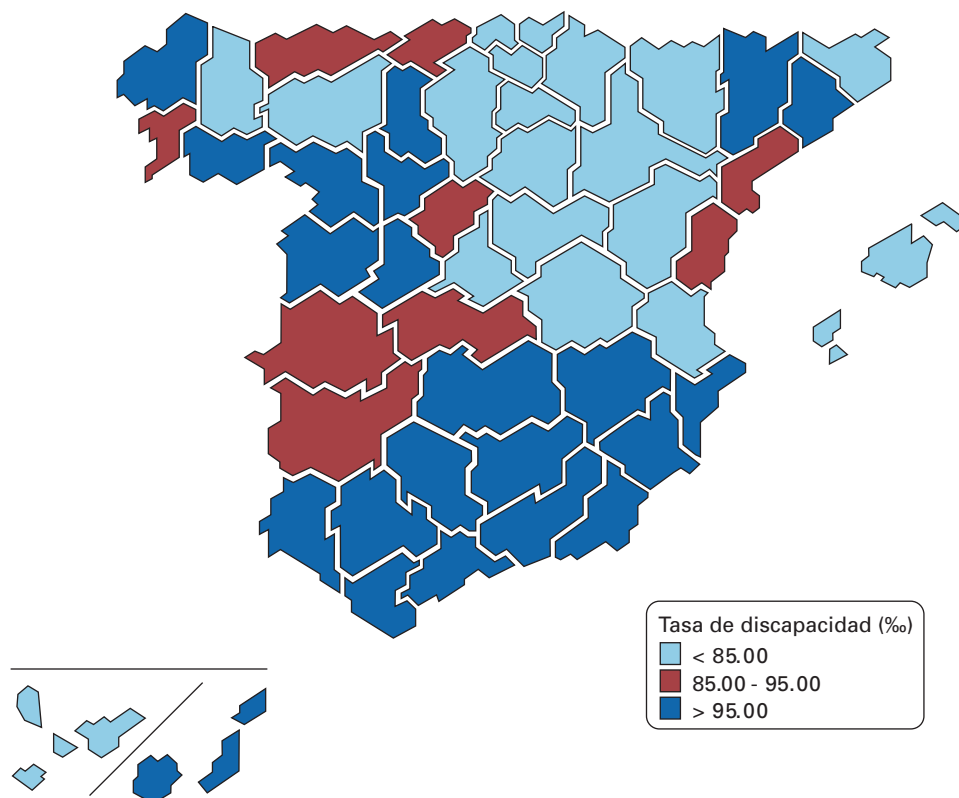 Tasa de discapacidad (‰)
< 85.00
85.00 - 95.00
> 95.00